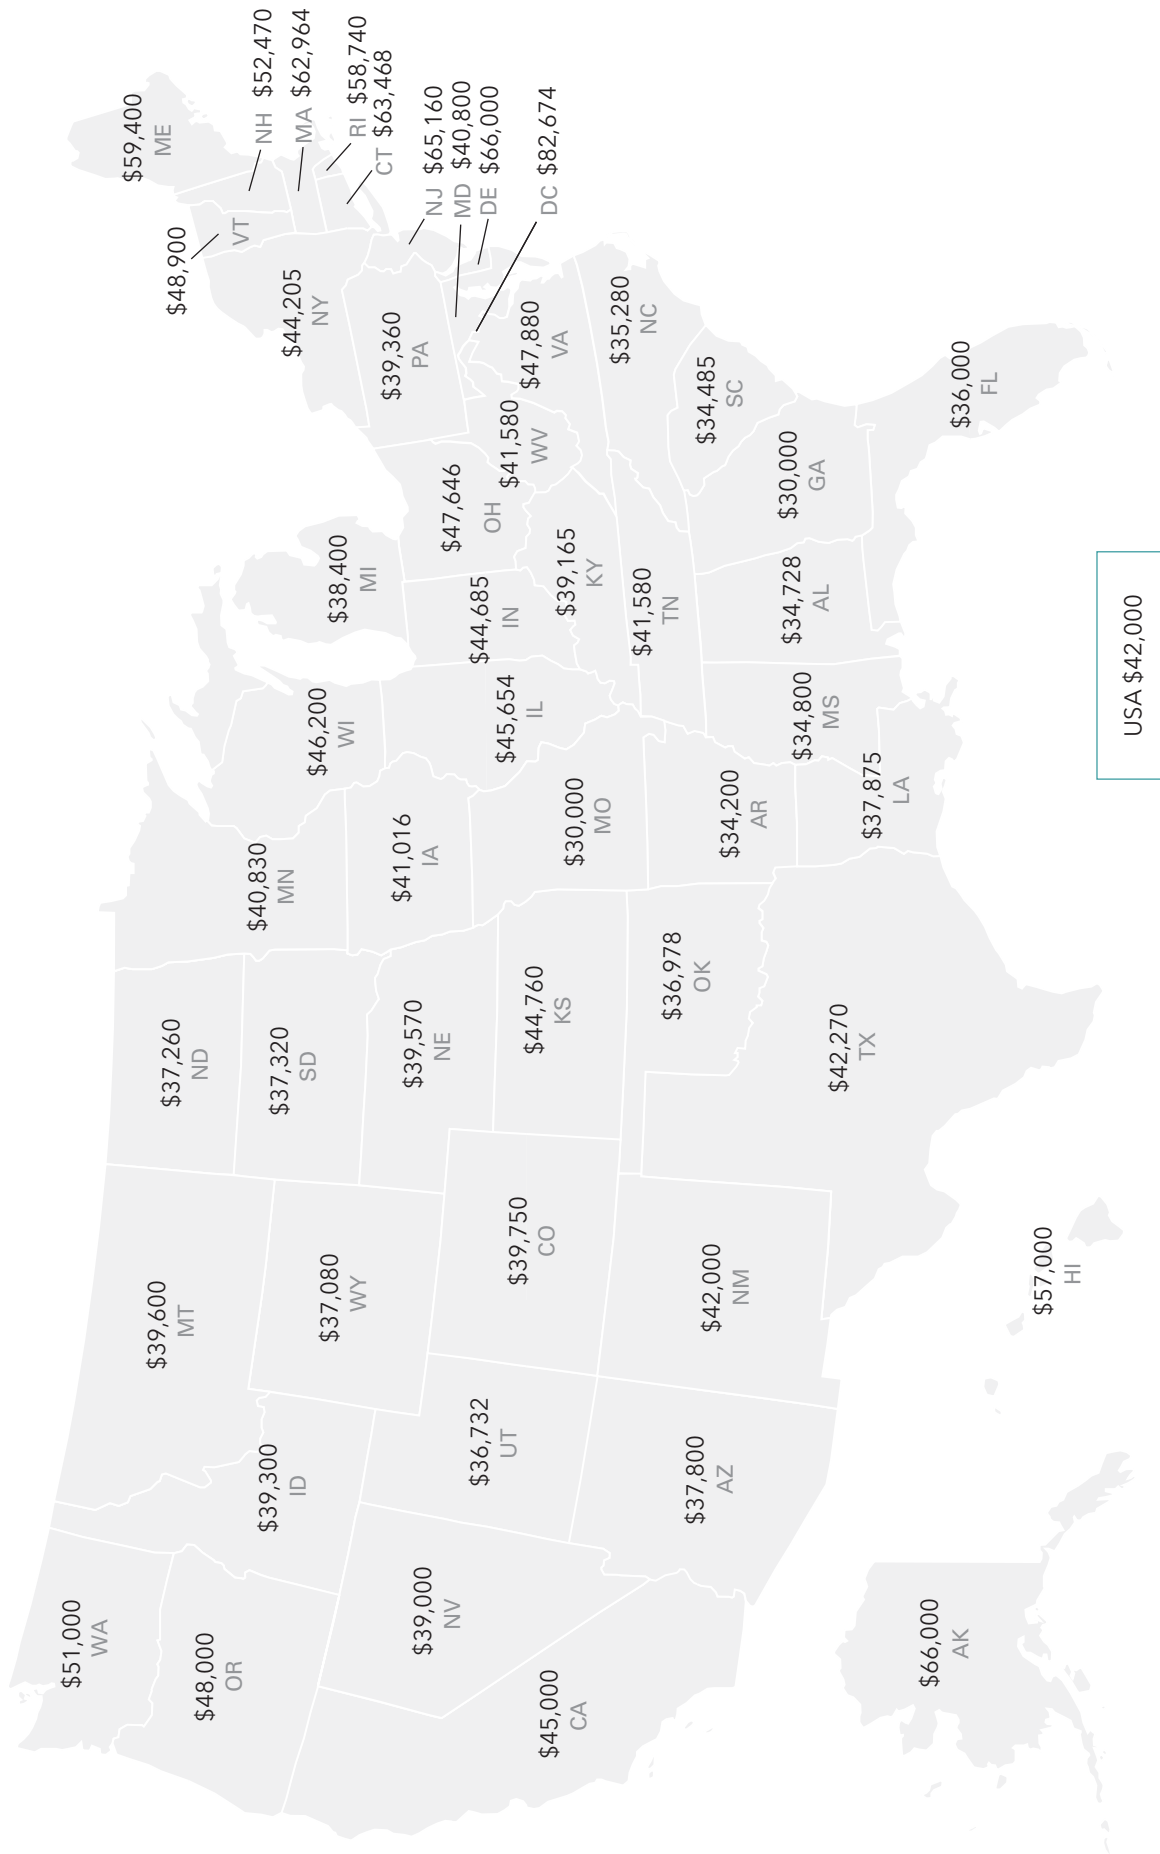 $51,000
WA
$48,000
OR
$45,000
CA
$39,000
NV
$39,300
ID
$39,600
MT
$37,080
WY
$36,732
UT
$37,800
AZ
$39,750
CO
$42,000
NM
$37,260
ND
$37,320
SD
$39,570
NE
$44,760
KS
$36,978
OK
$42,270
TX
$40,830
MN
$41,016
IA
$30,000
MO
$34,200
AR
$37,875
LA
$46,200
WI
$45,654
IL
$38,400
MI
$44,685
IN
$47,646
OH
$39,165
KY
$41,580
TN
$34,800
MS
$34,728
AL
$30,000
GA
$36,000
FL
$34,485
SC
$35,280
NC
$47,880
VA
$41,580
WV
$39,360
PA
$44,205
NY
$48,900
VT
$59,400
ME
NH $52,470
MA $62,964
RI $58,740
CT $63,468
NJ $65,160
MD $40,800
DE $66,000
DC $82,674
$66,000
AK
$57,000
HI
USA $42,000